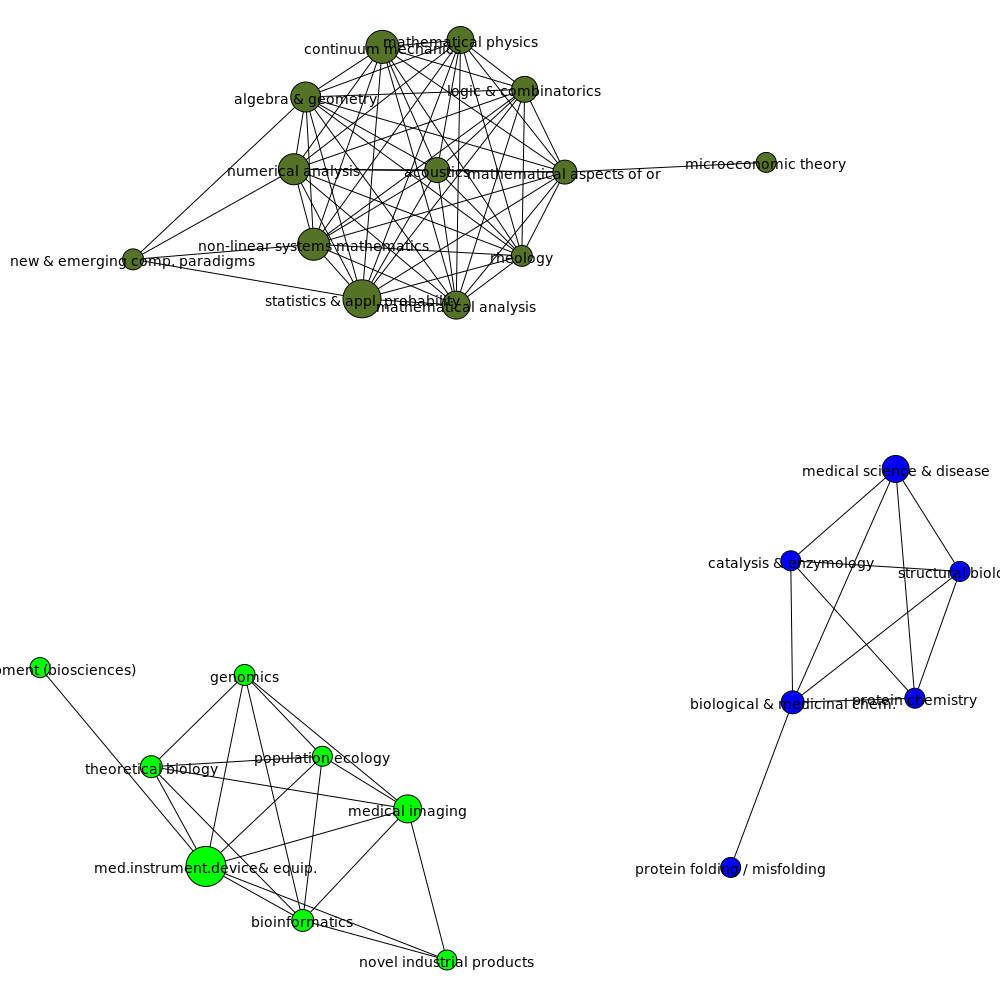 mathematical physics
continuum mechanics
logic & combinatorics
algebra & geometry
microeconomic theory
numerical analysis
acoustics
mathematical aspects of or
non-linear systems mathematics
rheology
new & emerging comp. paradigms
statistics & appl. probability
mathematical analysis
medical science & disease
catalysis & enzymology
structural biolo
(biosciences)
genomics
protein chemistry
biological & medicinal chem.
population ecology
theoretical biology
medical imaging
med.instrument.device& equip.
protein folding / misfolding
bioinformatics
novel industrial products